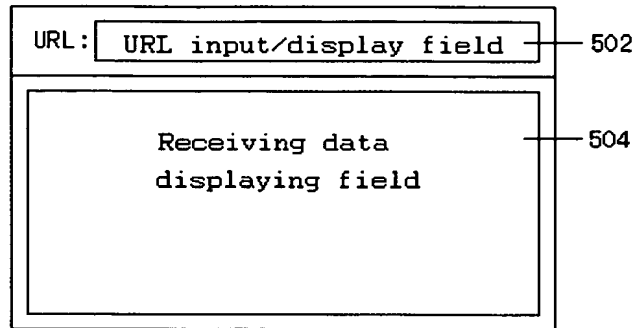 URL: URL input/display field 502
504
Receiving data
displaying field